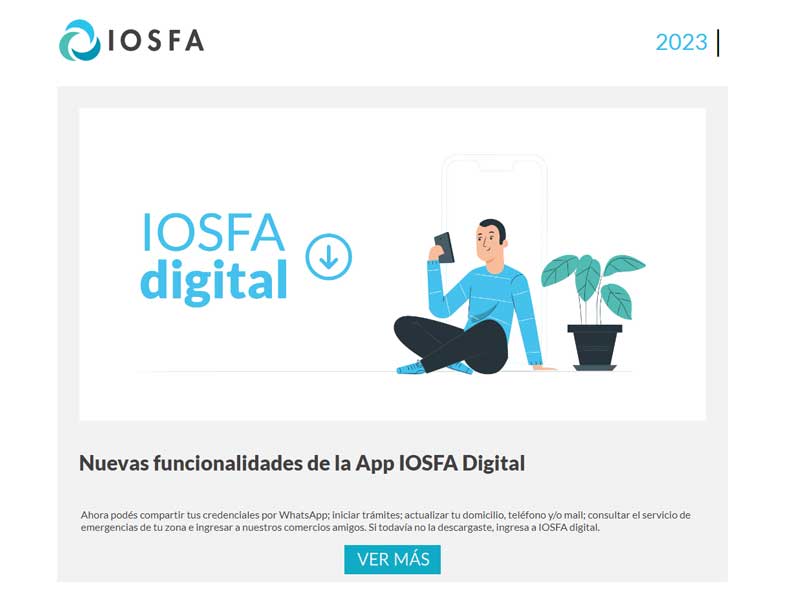 IOSFA
2023
IOSFA
digital
Nuevas funcionalidades de la App IOSFA Digital
Ahora podés compartir tus credenciales por WhatsApp; iniciar trámites; actualizar tu domicilio, teléfono y/o mail; consultar el servicio de
emergencias de tu zona e ingresar a nuestros comercios amigos. Si todavía no la descargaste, ingresa a IOSFA digital.
VER MÁS